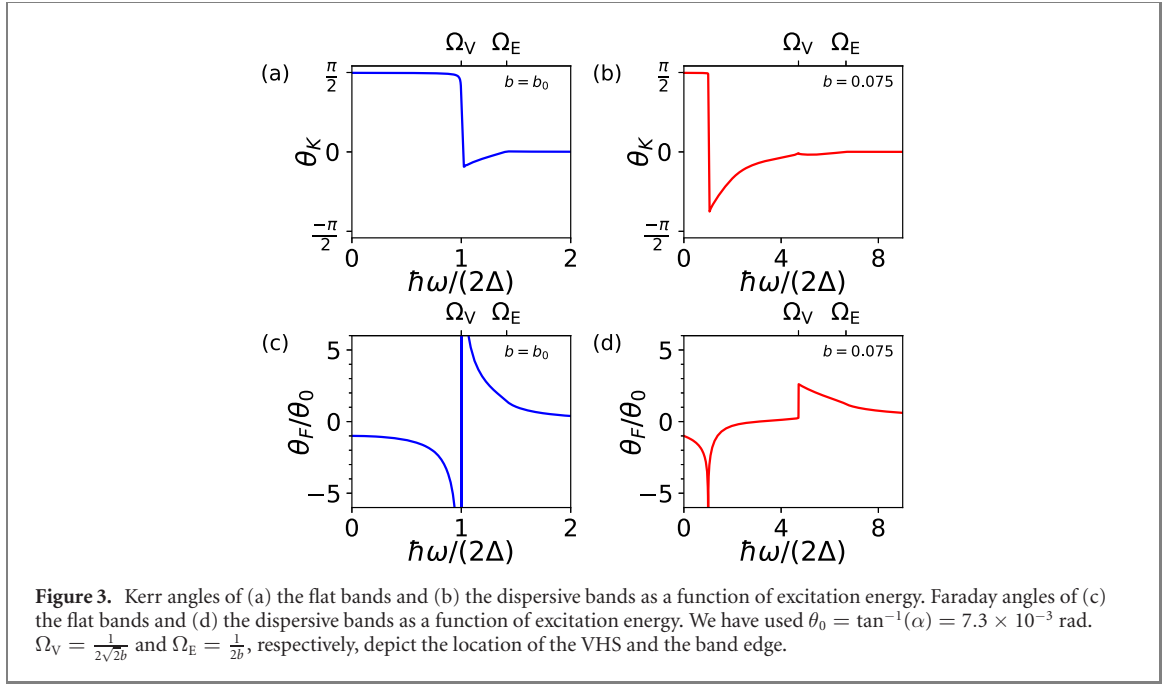 Ω_V Ω_E Ω_V Ω_E
(a) π/2 b = b₀ (b) π/2 b = 0.075
θ_K 0 θ_K 0
−π/2 −π/2
0 1 2 0 4 8
ħω/(2Δ) ħω/(2Δ)
Ω_V Ω_E Ω_V Ω_E
(c) 5 b = b₀ (d) 5 b = 0.075
θ_F/θ₀ 0 θ_F/θ₀ 0
−5 −5
0 1 2 0 4 8
ħω/(2Δ) ħω/(2Δ)
Figure 3. Kerr angles of (a) the flat bands and (b) the dispersive bands as a function of excitation energy. Faraday angles of (c)
the flat bands and (d) the dispersive bands as a function of excitation energy. We have used θ₀ = tan⁻¹(α) = 7.3 × 10⁻³ rad.
Ω_V = 1/(2√2b) and Ω_E = 1/(2b), respectively, depict the location of the VHS and the band edge.